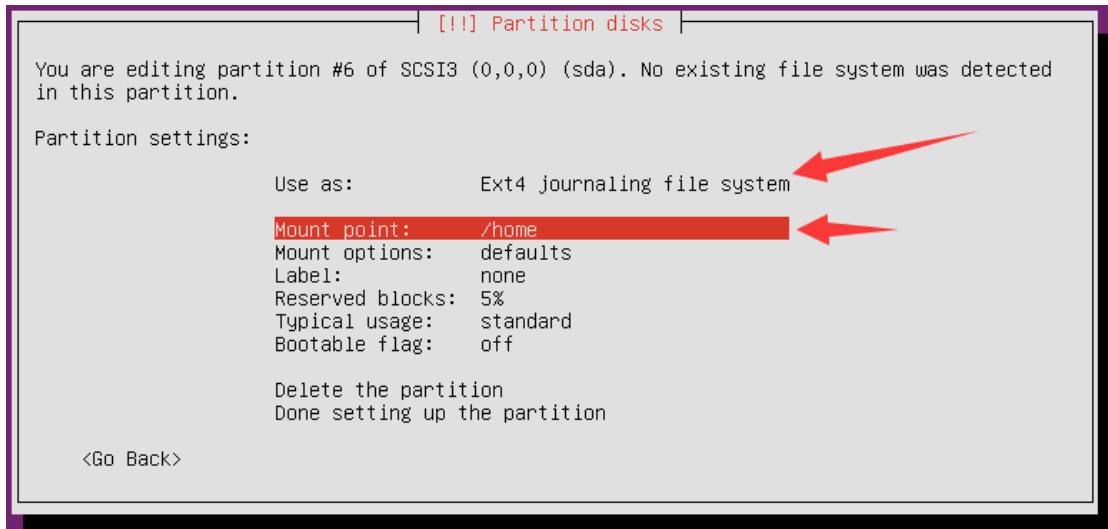 [!!] Partition disks
You are editing partition #6 of SCSI3 (0,0,0) (sda). No existing file system was detected
in this partition.
Partition settings:
Use as: Ext4 journaling file system
Mount point: /home
Mount options: defaults
Label: none
Reserved blocks: 5%
Typical usage: standard
Bootable flag: off
Delete the partition
Done setting up the partition
<Go Back>